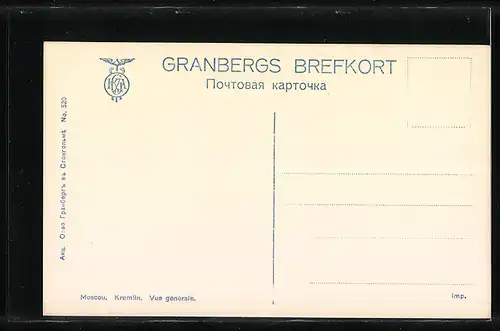 GRANBERGS BREFKORT
Почтовая карточка
Акц. О-во Гранбергъ въ Стокгольмѣ No. 520
Moscou. Kremlin. Vue générale.
Imp.